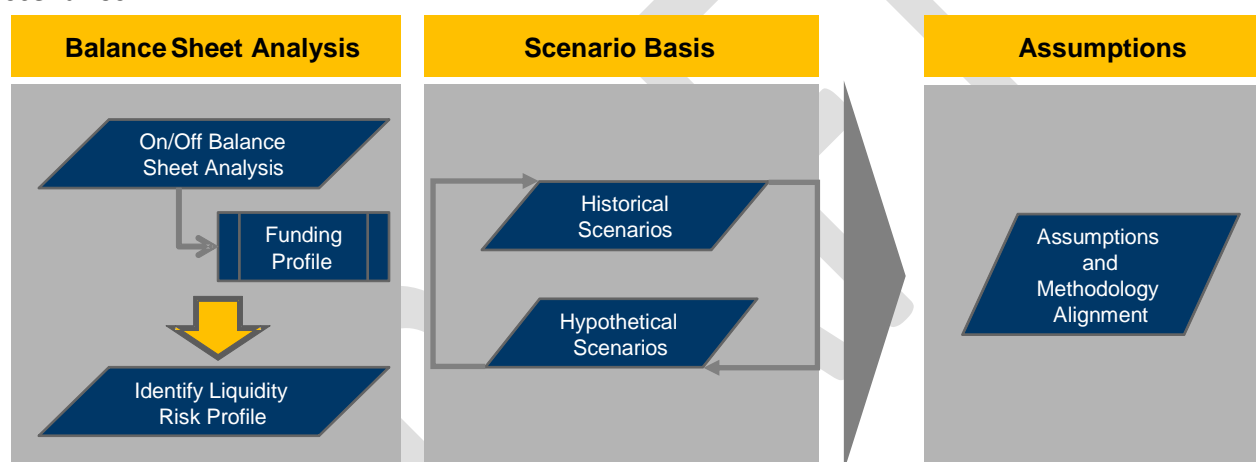 Balance Sheet Analysis
Scenario Basis
Assumptions
On/Off Balance
Sheet Analysis
Funding
Profile
Identify Liquidity
Risk Profile
Historical
Scenarios
Hypothetical
Scenarios
Assumptions
and
Methodology
Alignment